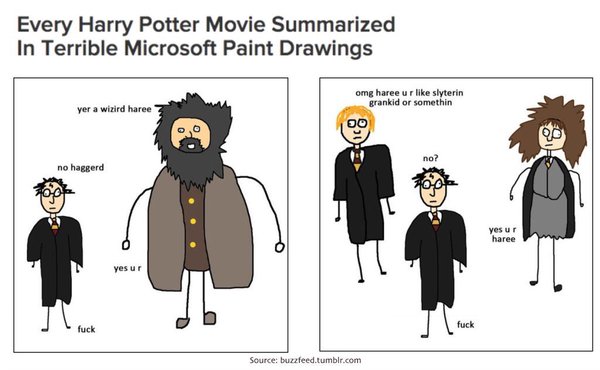 Every Harry Potter Movie Summarized
In Terrible Microsoft Paint Drawings
yer a wizird haree
no haggerd
yes u r
fuck
omg haree u r like slyterin
grankid or somethin
no?
yes u r
haree
fuck
Source: buzzfeed.tumblr.com